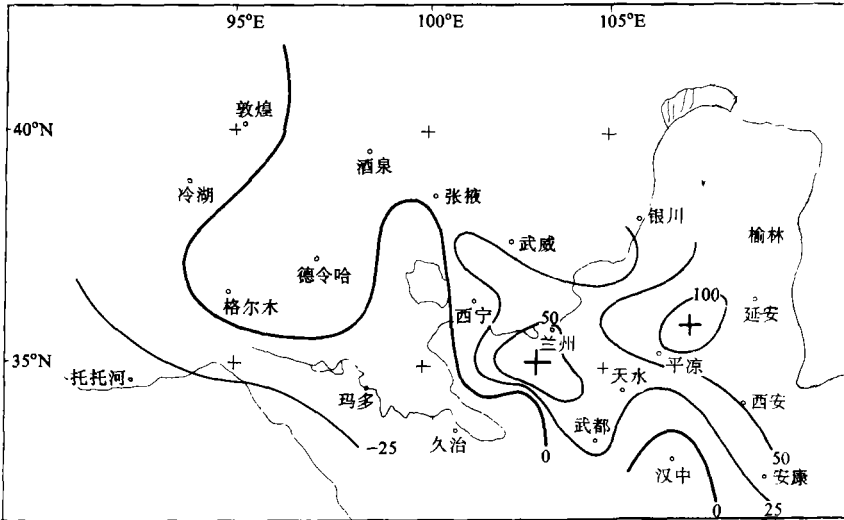 95°E 100°E 105°E
敦煌
40°N
酒泉
冷湖
张掖
银川
武威
榆林
德令哈
格尔木
100
西宁
50
延安
兰州
35°N
平凉
托托河
天水
玛多
西安
武都
久治
-25
0
50
汉中
安康
0
25